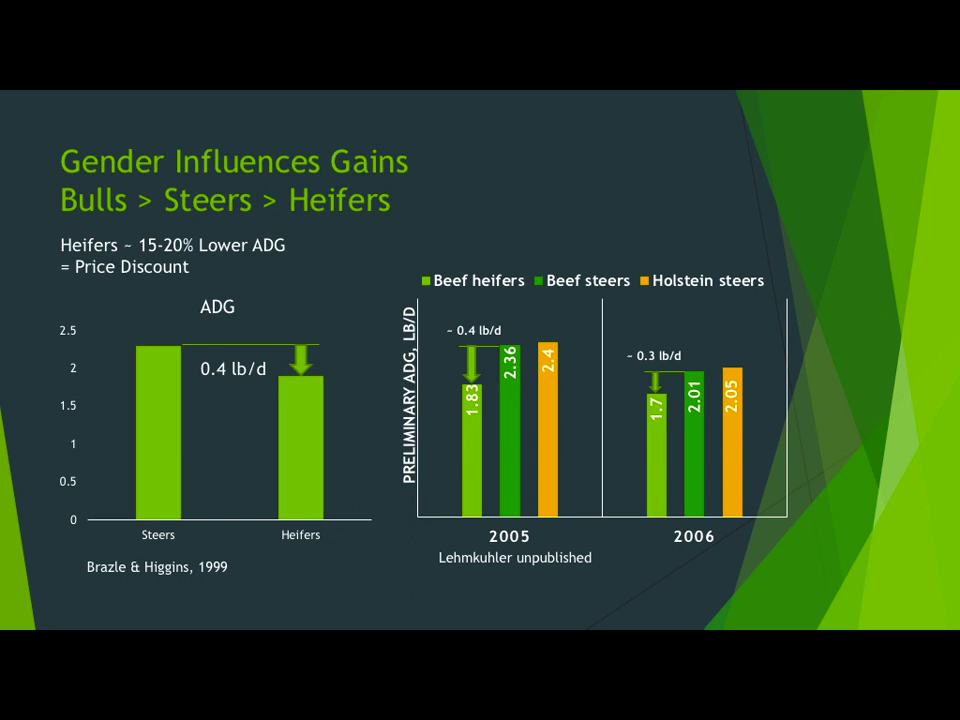 Gender Influences Gains
Bulls > Steers > Heifers
Heifers ~ 15-20% Lower ADG
= Price Discount
ADG
2.5
2
1.5
1
0.5
0
0.4 lb/d
Steers
Heifers
Brazle & Higgins, 1999
Beef heifers
Beef steers
Holstein steers
PRELIMINARY ADG, LB/D
~ 0.4 lb/d
1.83
2.36
2.4
~ 0.3 lb/d
1.7
2.01
2.05
2005
2006
Lehmkuhler unpublished